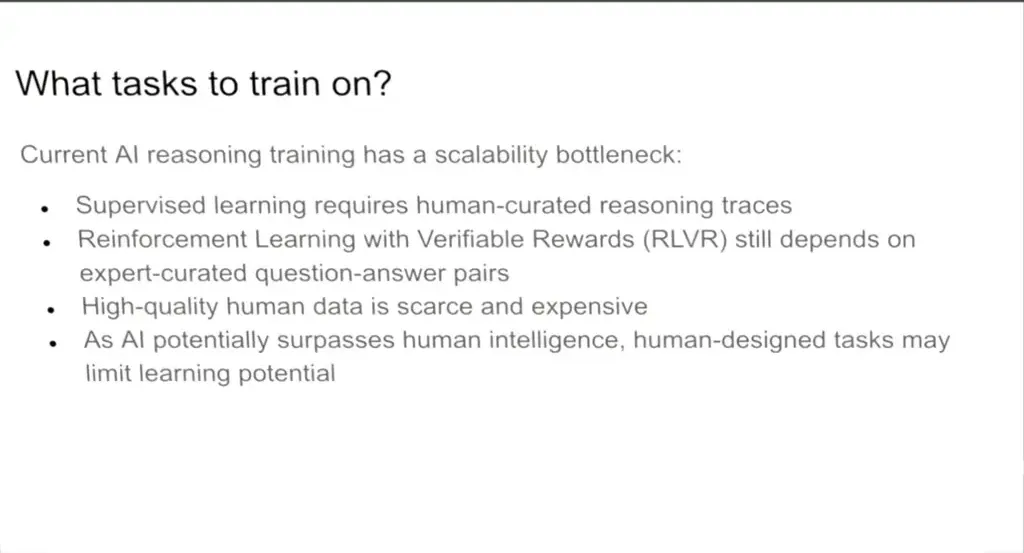 What tasks to train on?
Current AI reasoning training has a scalability bottleneck:
• Supervised learning requires human-curated reasoning traces
• Reinforcement Learning with Verifiable Rewards (RLVR) still depends on
expert-curated question-answer pairs
• High-quality human data is scarce and expensive
• As AI potentially surpasses human intelligence, human-designed tasks may
limit learning potential